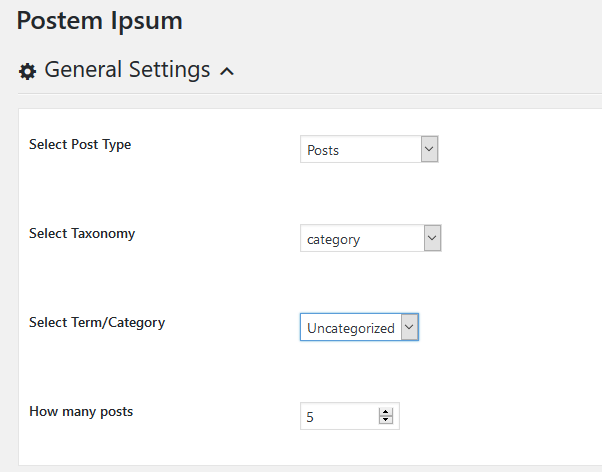 Postem Ipsum
General Settings
Select Post Type
Posts
Select Taxonomy
category
Select Term/Category
Uncategorized
How many posts
5